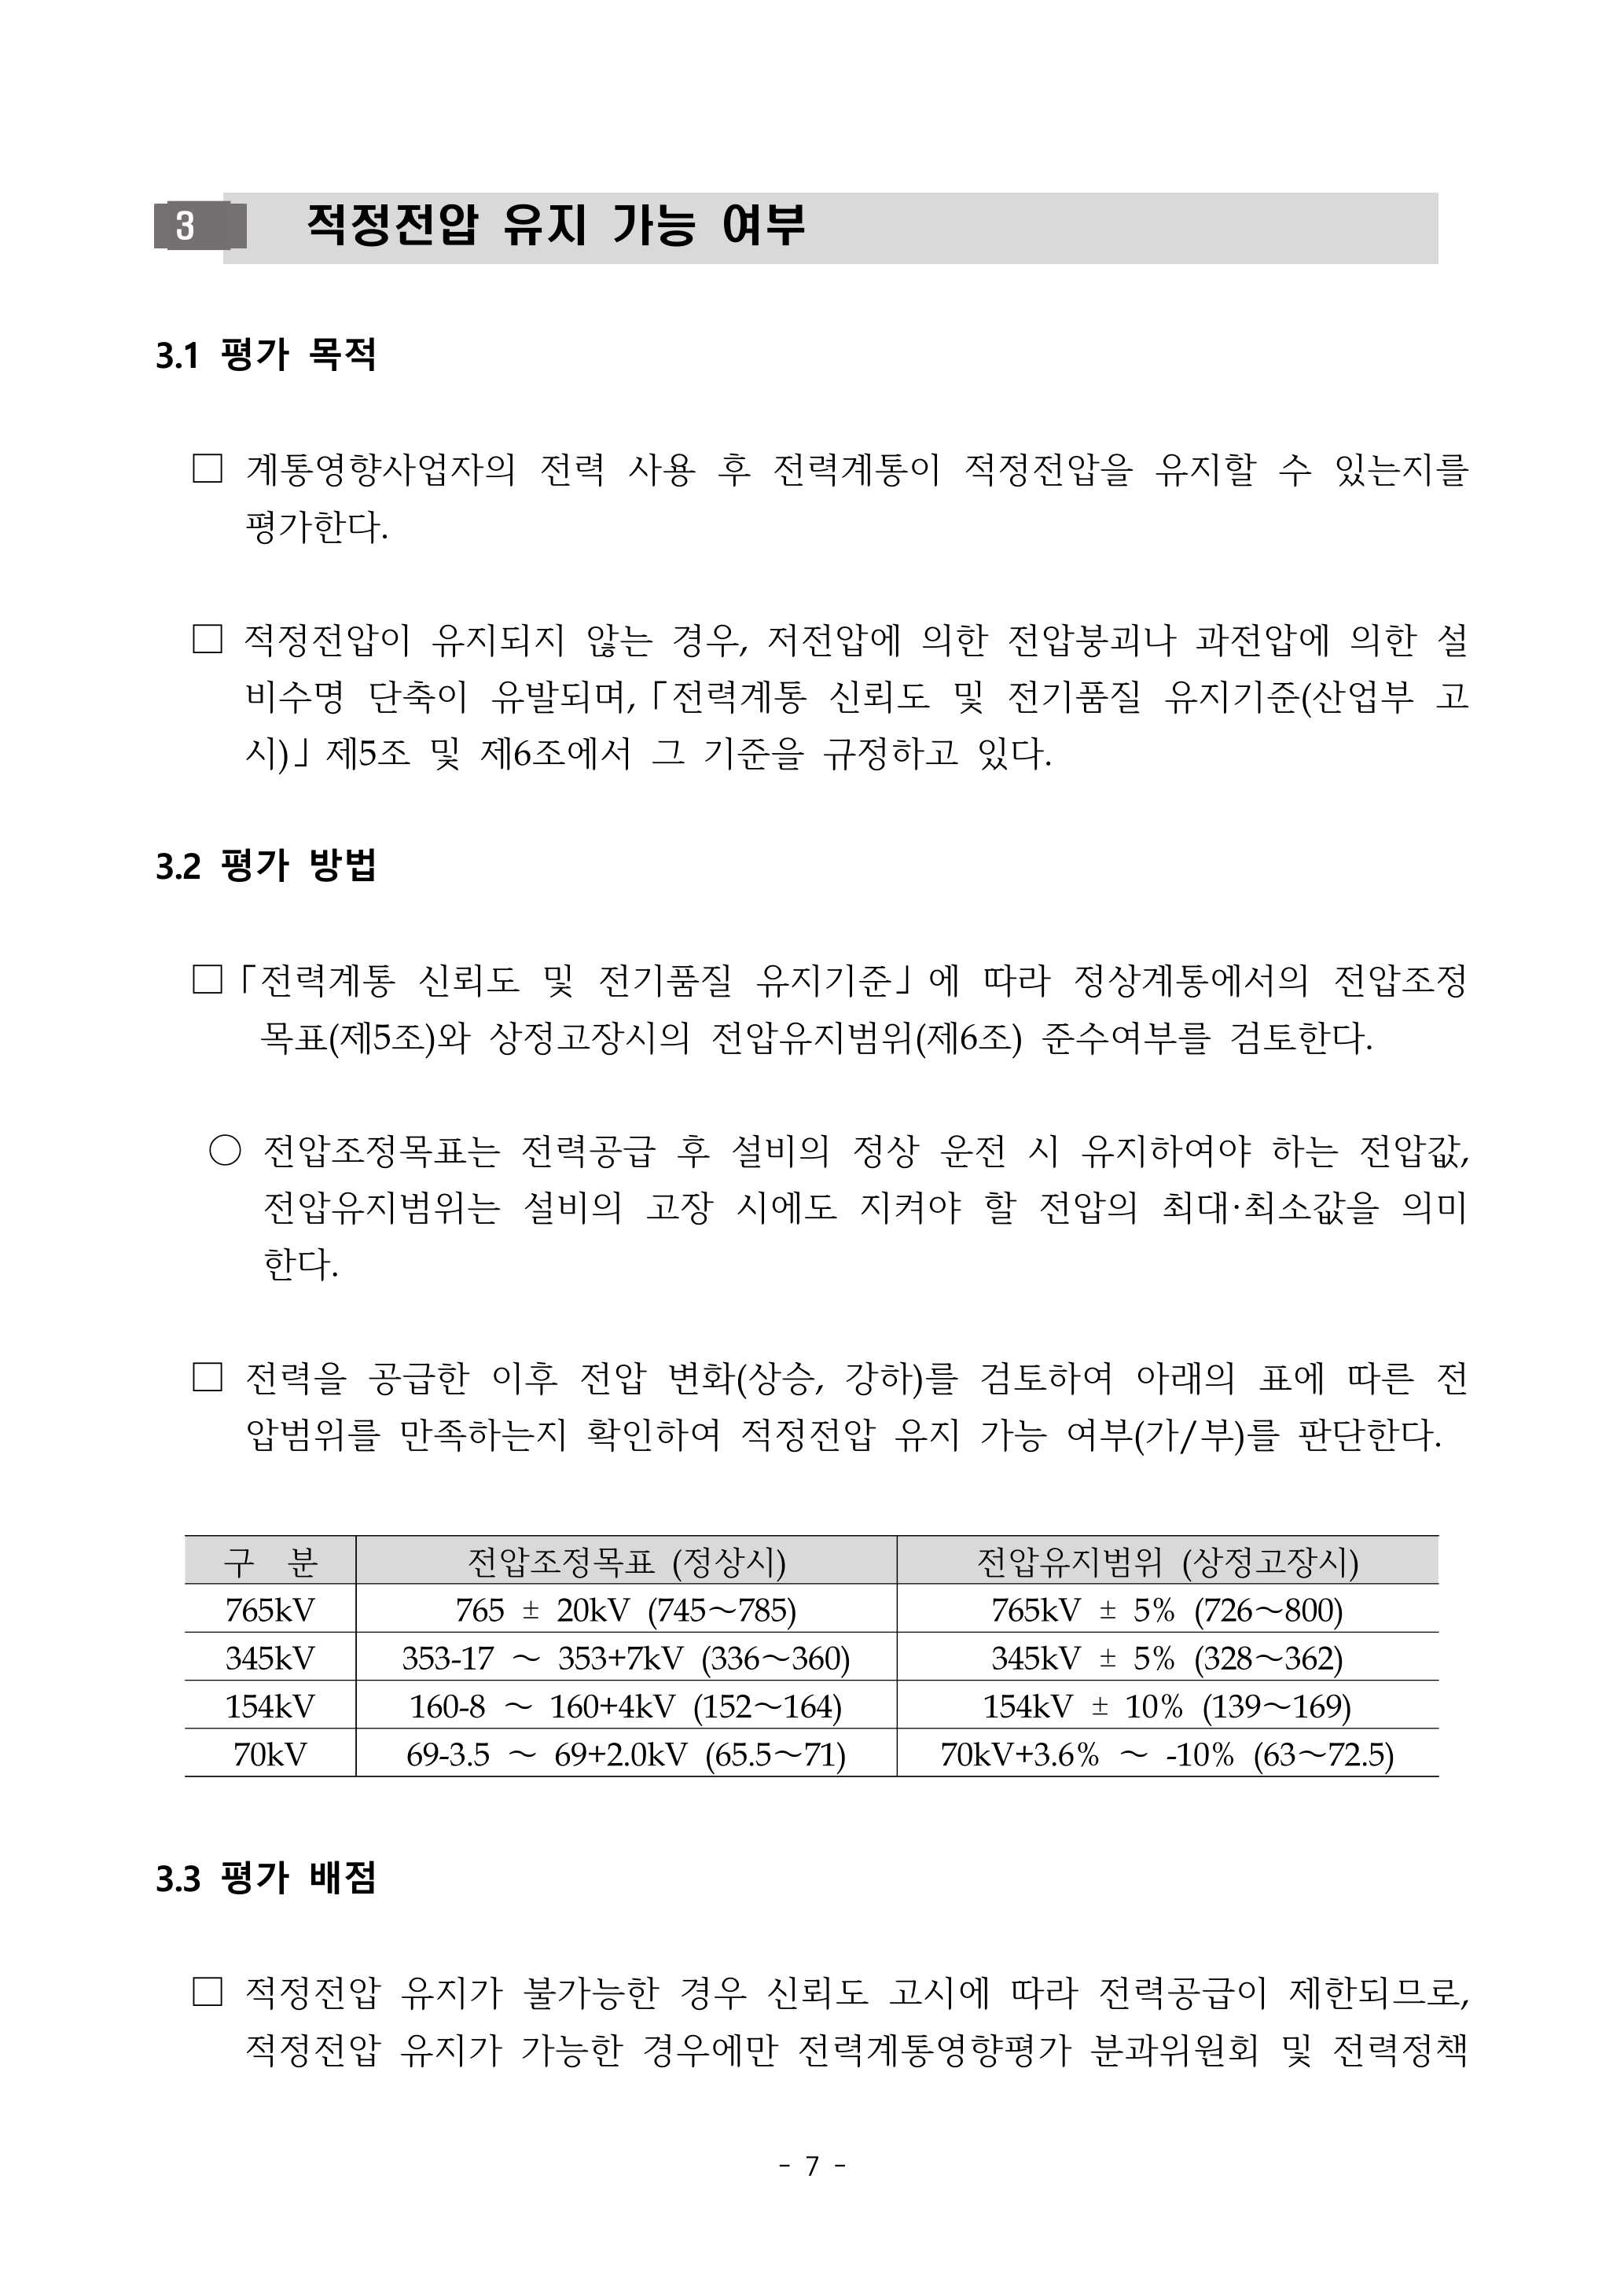 3 적정전압 유지 가능 여부
3.1 평가 목적
□ 계통영향사업자의 전력 사용 후 전력계통이 적정전압을 유지할 수 있는지를
평가한다.
□ 적정전압이 유지되지 않는 경우, 저전압에 의한 전압붕괴나 과전압에 의한 설
비수명 단축이 유발되며,「전력계통 신뢰도 및 전기품질 유지기준(산업부 고
시)」제5조 및 제6조에서 그 기준을 규정하고 있다.
3.2 평가 방법
□「전력계통 신뢰도 및 전기품질 유지기준」에 따라 정상계통에서의 전압조정
목표(제5조)와 상정고장시의 전압유지범위(제6조) 준수여부를 검토한다.
○ 전압조정목표는 전력공급 후 설비의 정상 운전 시 유지하여야 하는 전압값,
전압유지범위는 설비의 고장 시에도 지켜야 할 전압의 최대·최소값을 의미
한다.
□ 전력을 공급한 이후 전압 변화(상승, 강하)를 검토하여 아래의 표에 따른 전
압범위를 만족하는지 확인하여 적정전압 유지 가능 여부(가/부)를 판단한다.
구 분 전압조정목표 (정상시) 전압유지범위 (상정고장시)
765kV 765 ± 20kV (745~785) 765kV ± 5% (726~800)
345kV 353-17 ~ 353+7kV (336~360) 345kV ± 5% (328~362)
154kV 160-8 ~ 160+4kV (152~164) 154kV ± 10% (139~169)
70kV 69-3.5 ~ 69+2.0kV (65.5~71) 70kV+3.6% ~ -10% (63~72.5)
3.3 평가 배점
□ 적정전압 유지가 불가능한 경우 신뢰도 고시에 따라 전력공급이 제한되므로,
적정전압 유지가 가능한 경우에만 전력계통영향평가 분과위원회 및 전력정책
- 7 -